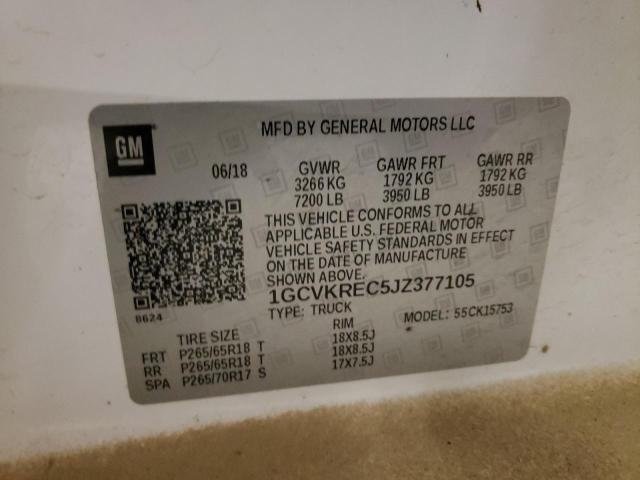 GM
MFD BY GENERAL MOTORS LLC
06/18 GVWR GAWR FRT GAWR RR
3266 KG 1792 KG 1792 KG
7200 LB 3950 LB 3950 LB
THIS VEHICLE CONFORMS TO ALL
APPLICABLE U.S. FEDERAL MOTOR
VEHICLE SAFETY STANDARDS IN EFFECT
ON THE DATE OF MANUFACTURE
SHOWN ABOVE.
1GCVKREC5JZ377105
8624
TYPE: TRUCK MODEL: 55CK15753
TIRE SIZE RIM
FRT P265/65R18 T 18X8.5J
RR P265/65R18 T 18X8.5J
SPA P265/70R17 S 17X7.5J